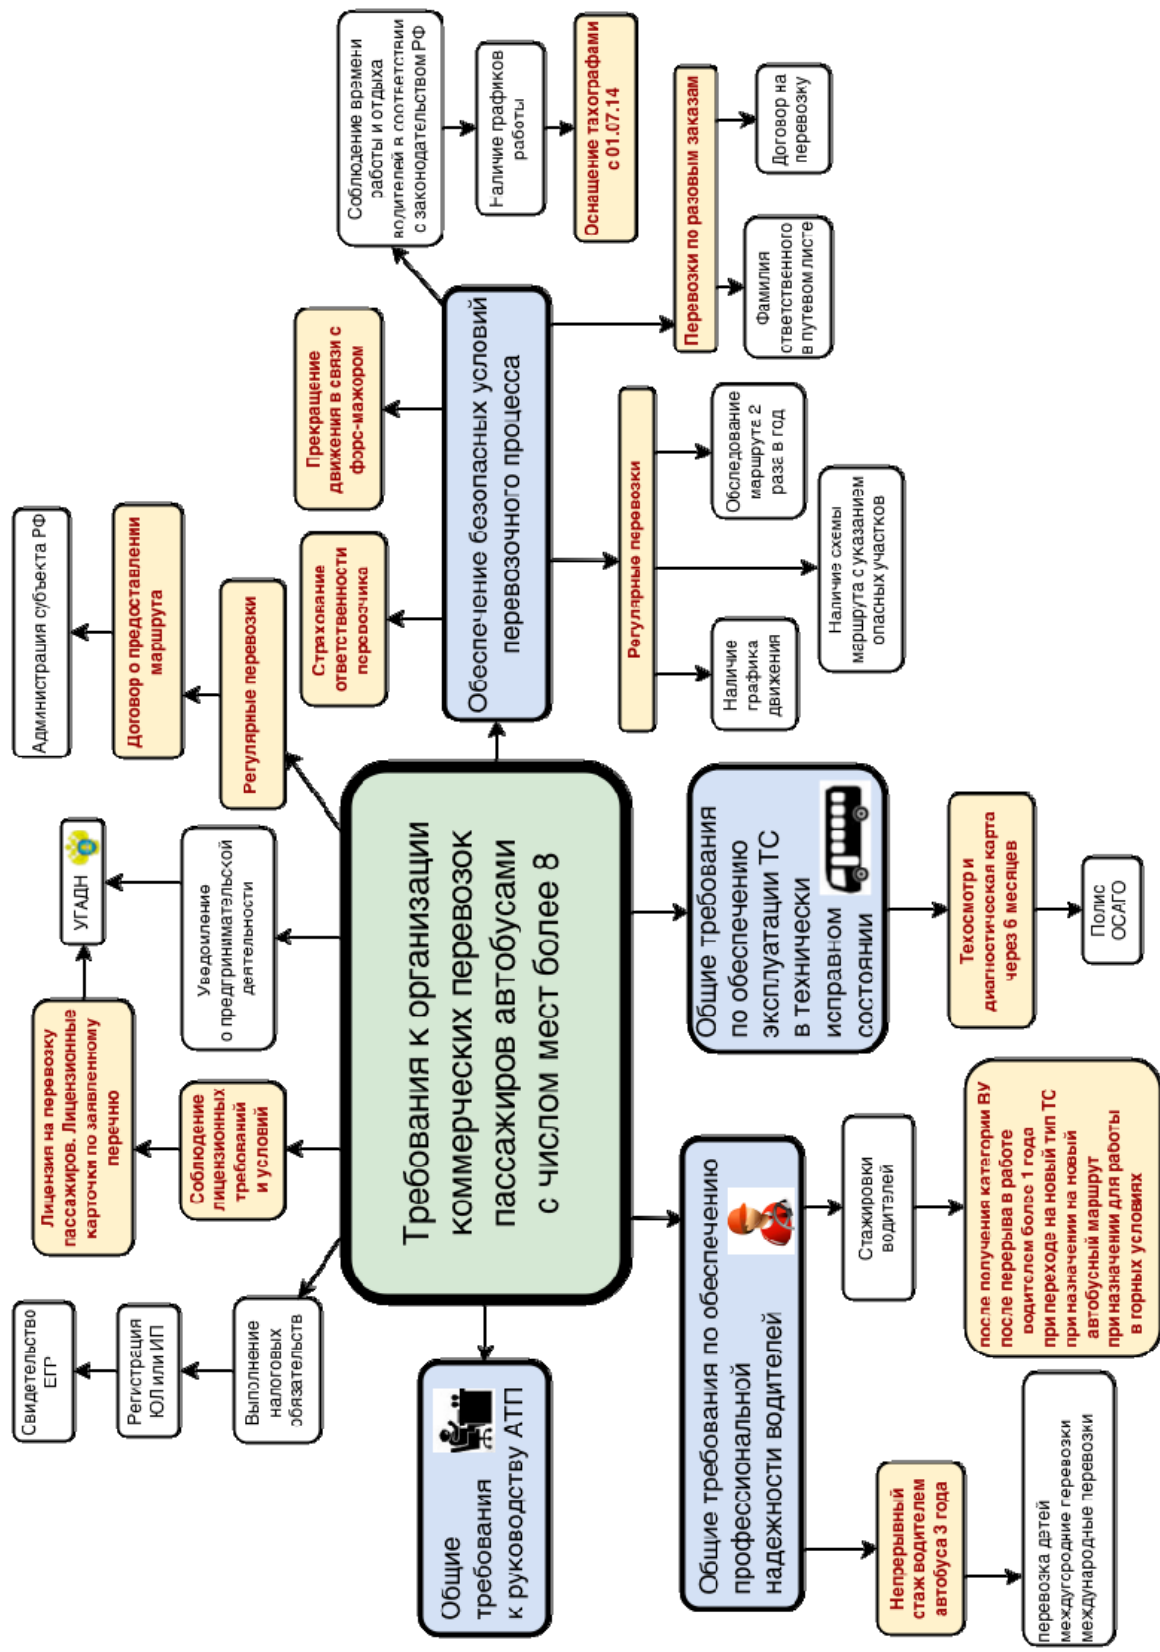 Свидетельство
ЕГР
Регистрация
ЮЛ или ИП
Выполнение
налоговых
обязательств
Лицензия на перевозку
пассажиров. Лицензионные
карточки по заявленному
перечню
Соблюдение
лицензионных
требований
и условий
УГАДН
Уведомление
о предпринимательской
деятельности
Администрация субъекта РФ
Договор о предоставлении
маршрута
Регулярные перевозки
Страхование
ответственности
перевозчика
Прекращение
движения в связи с
форс-мажором
Соблюдение времени
работы и отдыха
водителей в соответствии
с законодательством РФ
Наличие графиков
работы
Оснащение тахографами
с 01.07.14
Общие
требования
к руководству АТП
Требования к организации
коммерческих перевозок
пассажиров автобусами
с числом мест более 8
Обеспечение безопасных условий
перевозочного процесса
Перевозки по разовым заказам
Фамилия
ответственного
в путевом листе
Договор на
перевозку
Регулярные перевозки
Наличие
графика
движения
Наличие схемы
маршрута с указанием
опасных участков
Обследование
маршрута 2
раза в год
Общие требования по обеспечению
профессиональной
надежности водителей
Непрерывный
стаж водителем
автобуса 3 года
перевозка детей
междугородние перевозки
международные перевозки
Стажировки
водителей
после получения категории ВУ
после перерыва в работе
водителем более 1 года
при переходе на новый тип ТС
при назначении на новый
автобусный маршрут
при назначении для работы
в горных условиях
Общие требования
по обеспечению
эксплуатации ТС
в технически
исправном
состоянии
Техосмотр и
диагностическая карта
через 6 месяцев
Полис
ОСАГО